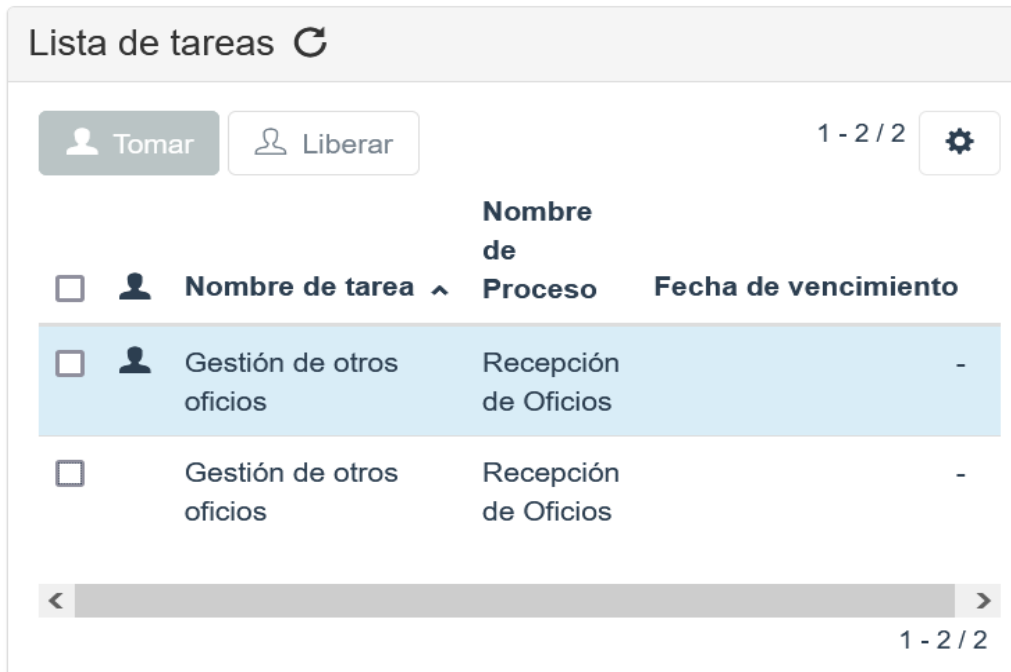 Lista de tareas
Tomar
Liberar
1 - 2 / 2
Nombre de tarea
Nombre
de
Proceso
Fecha de vencimiento
Gestión de otros
oficios
Recepción
de Oficios
-
Gestión de otros
oficios
Recepción
de Oficios
-
1 - 2 / 2